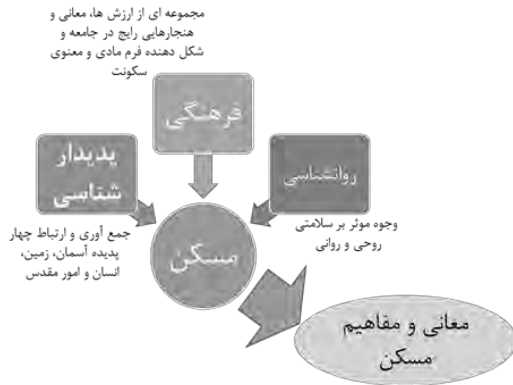 مجموعه ای از ارزش ها، معانی و
هنجارهایی رایج در جامعه و
شکل دهنده فرم مادی و معنوی
سکونت
فرهنگی
پدیدار
شناسی
روانشناسی
جمع آوری و ارتباط چهار
پدیده آسمان، زمین،
انسان و امور مقدس
وجوه موثر بر سلامتی
روحی و روانی
مسکن
معانی و مفاهیم
مسکن